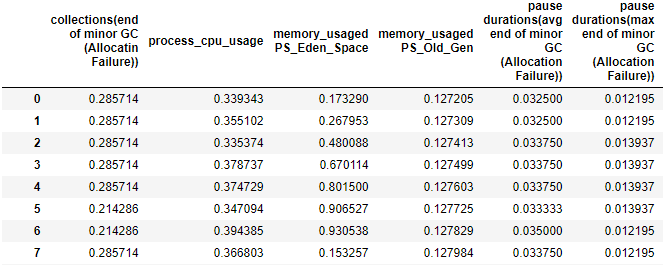 collections(end of minor GC (Allocatin Failure)) process_cpu_usage memory_usaged PS_Eden_Space memory_usaged PS_Old_Gen pause durations(avg end of minor GC (Allocation Failure)) pause durations(max end of minor GC (Allocation Failure))
0 0.285714 0.339343 0.173290 0.127205 0.032500 0.012195
1 0.285714 0.355102 0.267953 0.127309 0.032500 0.012195
2 0.285714 0.335374 0.480088 0.127413 0.033750 0.013937
3 0.285714 0.378737 0.670114 0.127499 0.033750 0.013937
4 0.285714 0.374729 0.801500 0.127603 0.033750 0.013937
5 0.214286 0.347094 0.906527 0.127725 0.033333 0.013937
6 0.214286 0.394385 0.930538 0.127829 0.035000 0.012195
7 0.285714 0.366803 0.153257 0.127984 0.033750 0.012195